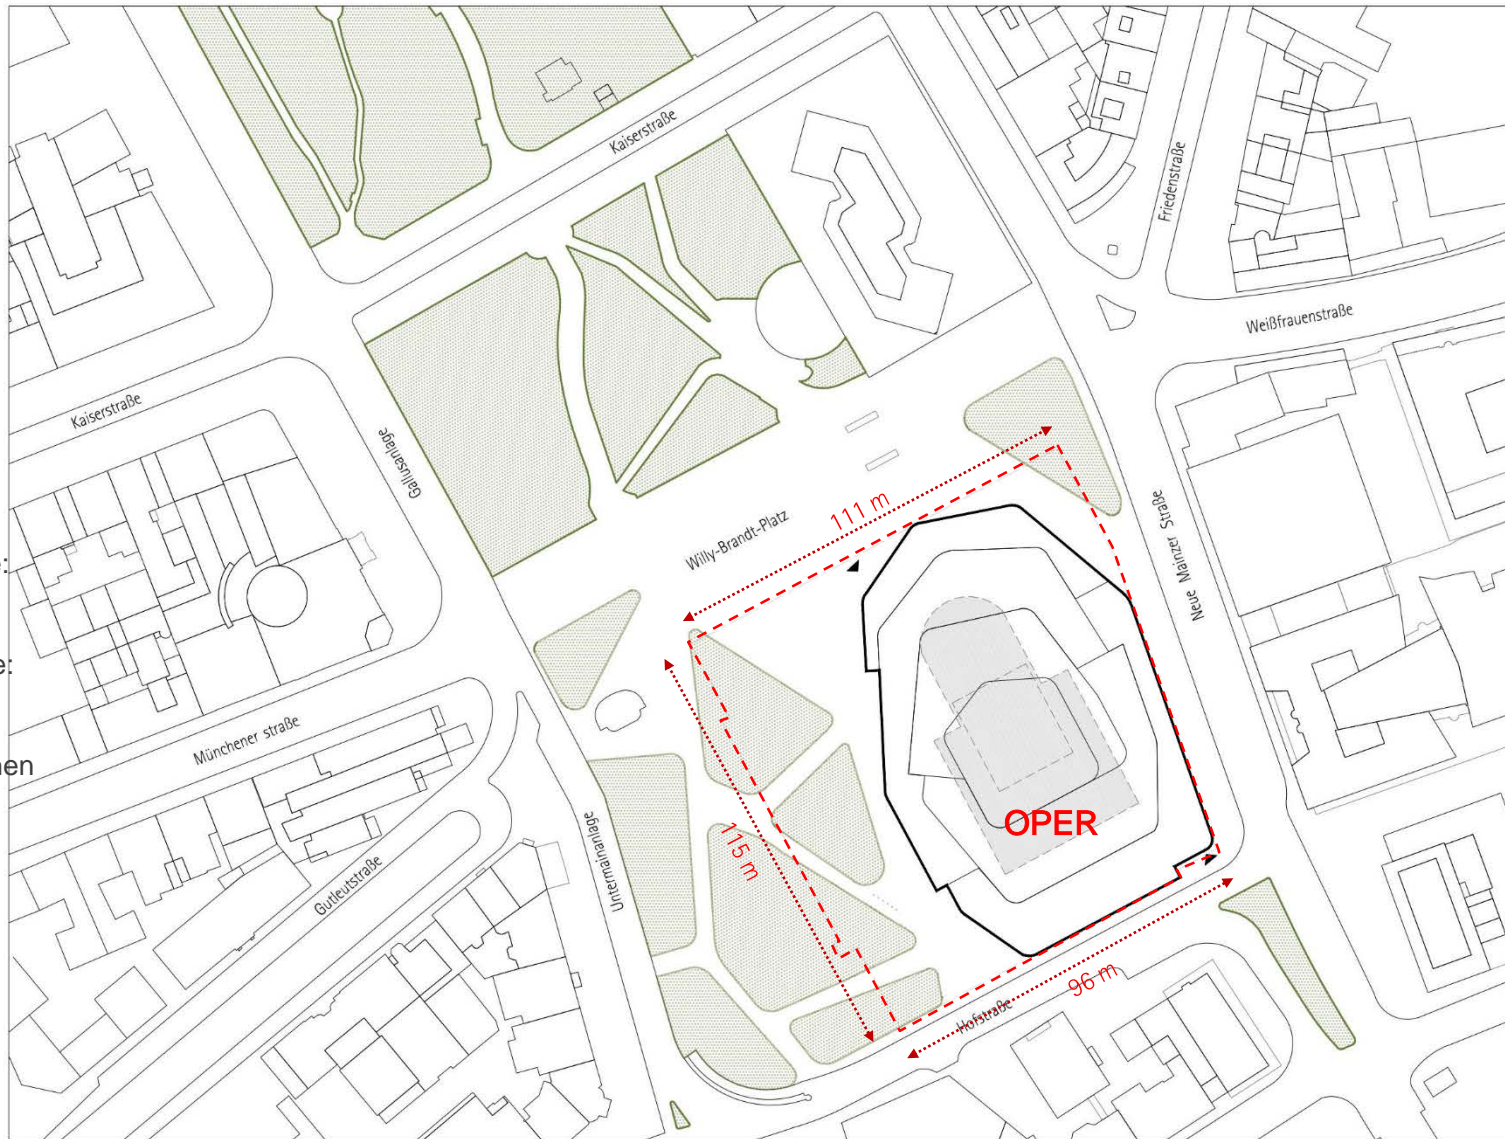 Kaiserstraße
Friedenstraße
Weißfrauenstraße
Kaiserstraße
Gallusanlage
111 m
Willy-Brandt-Platz
Neue Mainzer Straße
e:
Münchener straße
nen
115 m
OPER
Untermainanlage
Gutleutstraße
96 m
Hofstraße